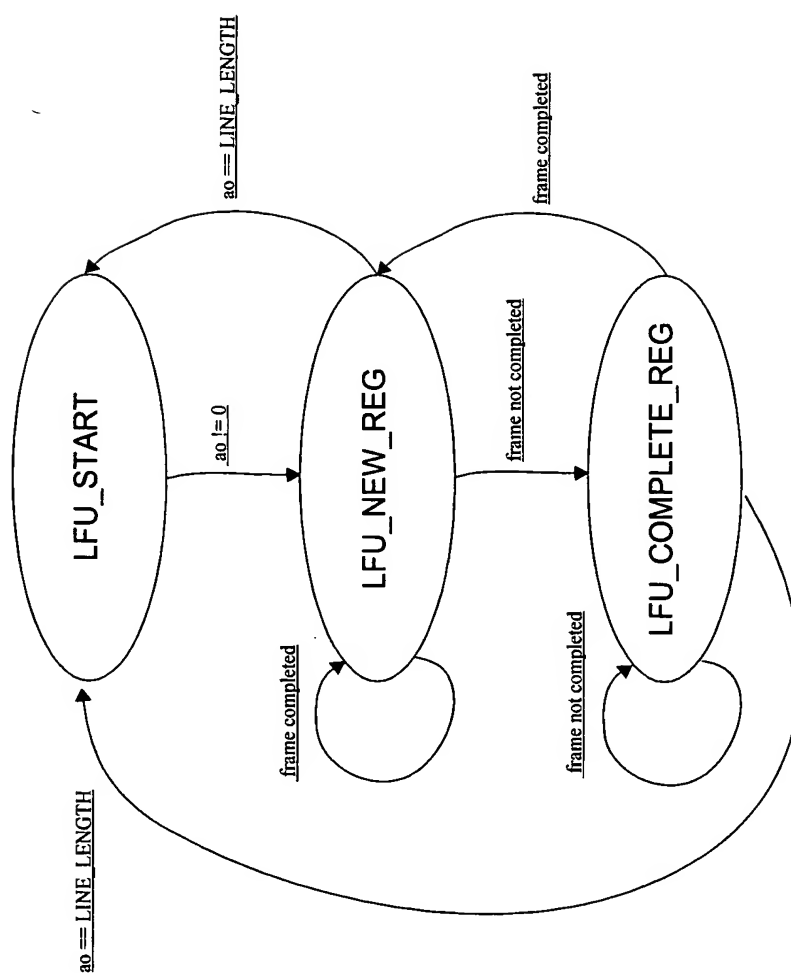 ao == LINE_LENGTH
LFU_START
ao != 0
ao == LINE_LENGTH
frame completed
LFU_NEW_REG
frame not completed
frame completed
frame not completed
LFU_COMPLETE_REG